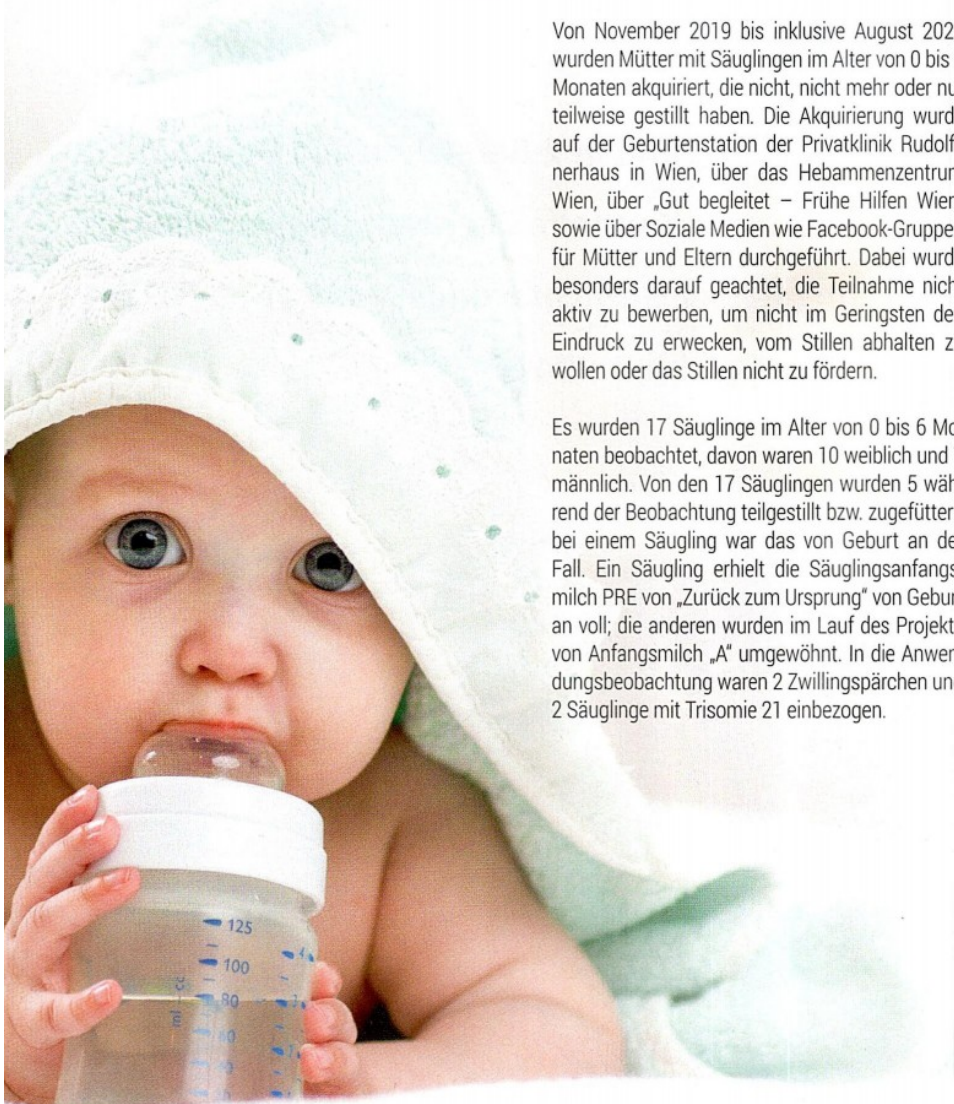 Von November 2019 bis inklusive August 202
wurden Mütter mit Säuglingen im Alter von 0 bis
Monaten akquiriert, die nicht, nicht mehr oder nu
teilweise gestillt haben. Die Akquirierung wurd
auf der Geburtenstation der Privatklinik Rudolf
nerhaus in Wien, über das Hebammenzentrum
Wien, über „Gut begleitet – Frühe Hilfen Wien
sowie über Soziale Medien wie Facebook-Gruppe
für Mütter und Eltern durchgeführt. Dabei wurd
besonders darauf geachtet, die Teilnahme nich
aktiv zu bewerben, um nicht im Geringsten de
Eindruck zu erwecken, vom Stillen abhalten z
wollen oder das Stillen nicht zu fördern.
Es wurden 17 Säuglinge im Alter von 0 bis 6 Mo
naten beobachtet, davon waren 10 weiblich und
männlich. Von den 17 Säuglingen wurden 5 wäh
rend der Beobachtung teilgestillt bzw. zugefütter
bei einem Säugling war das von Geburt an de
Fall. Ein Säugling erhielt die Säuglingsanfangs
milch PRE von „Zurück zum Ursprung“ von Gebur
an voll; die anderen wurden im Lauf des Projekt
von Anfangsmilch „A“ umgewöhnt. In die Anwen
dungsbeobachtung waren 2 Zwillingspärchen un
2 Säuglinge mit Trisomie 21 einbezogen.
125
100
80